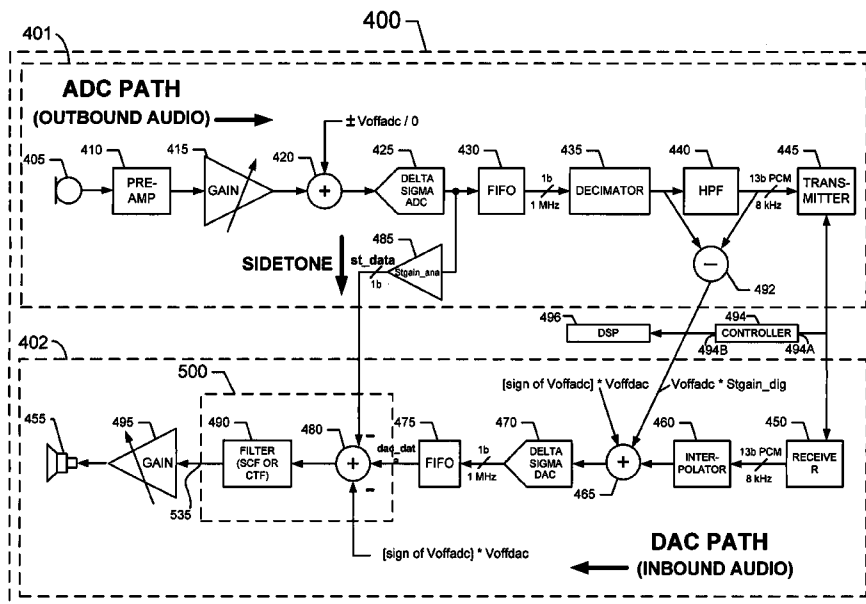 400
401
ADC PATH
(OUTBOUND AUDIO)
± Voffadc / 0
405
410
415
420
425
430
435
440
445
PRE-
AMP
GAIN
+
DELTA
SIGMA
ADC
FIFO
1b
1 MHz
DECIMATOR
HPF
13b PCM
8 kHz
TRANS-
MITTER
SIDETONE
st_data
1b
485
Stgain_ana
−
492
496
DSP
494
CONTROLLER
494B
494A
402
500
[sign of Voffadc] * Voffdac
Voffadc * Stgain_dig
455
495
GAIN
535
490
FILTER
(SCF OR
CTF)
480
−
+
−
dac_dat
475
FIFO
1b
1 MHz
470
DELTA
SIGMA
DAC
+
465
460
INTER-
POLATOR
13b PCM
8 kHz
450
RECEIVE
R
[sign of Voffadc] * Voffdac
DAC PATH
(INBOUND AUDIO)